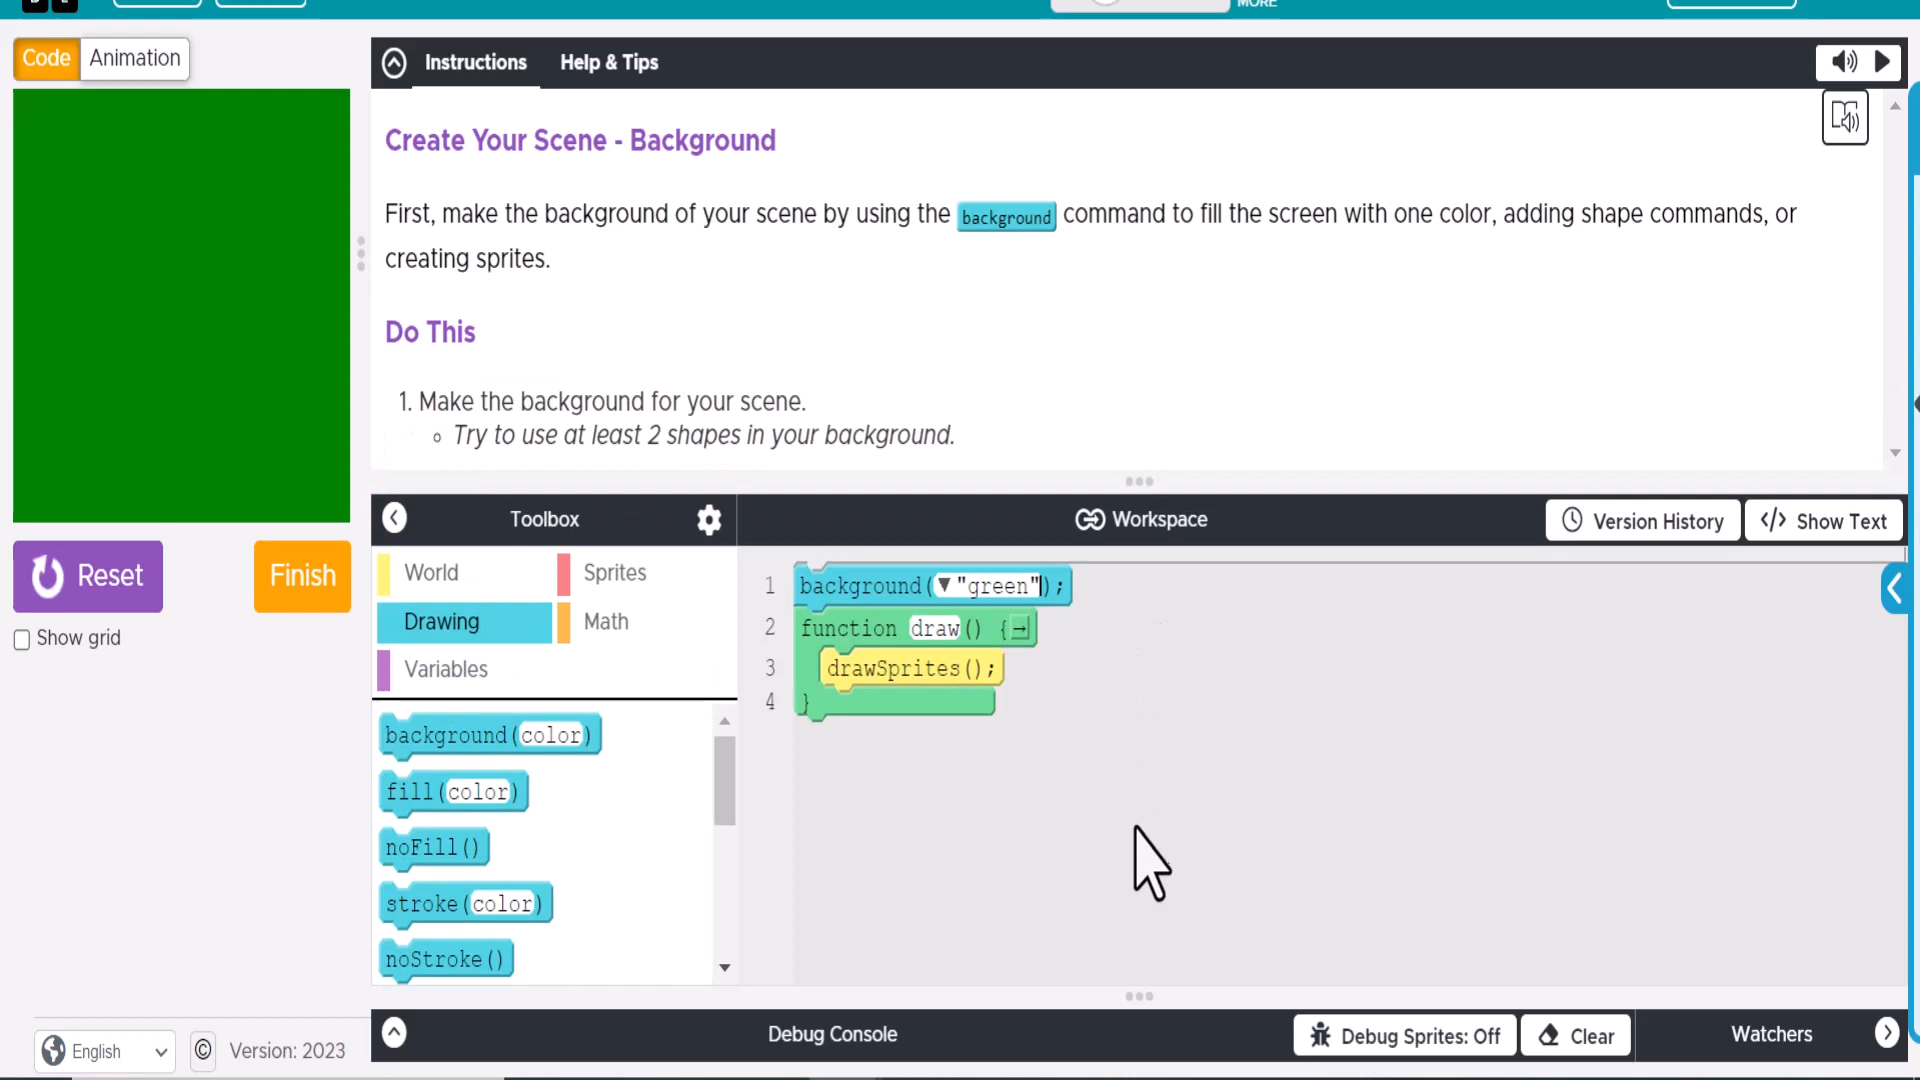 MORE
Code Animation
Instructions Help & Tips
Create Your Scene - Background
First, make the background of your scene by using the background command to fill the screen with one color, adding shape commands, or
creating sprites.
Do This
1. Make the background for your scene.
Try to use at least 2 shapes in your background.
Reset Finish
Show grid
Toolbox
World Sprites
Drawing Math
Variables
background(color)
fill(color)
noFill()
stroke(color)
noStroke()
Workspace
Version History </> Show Text
1 background(▼"green");
2 function draw() {→
3 drawSprites();
4 }
English © Version: 2023
Debug Console Debug Sprites: Off Clear Watchers